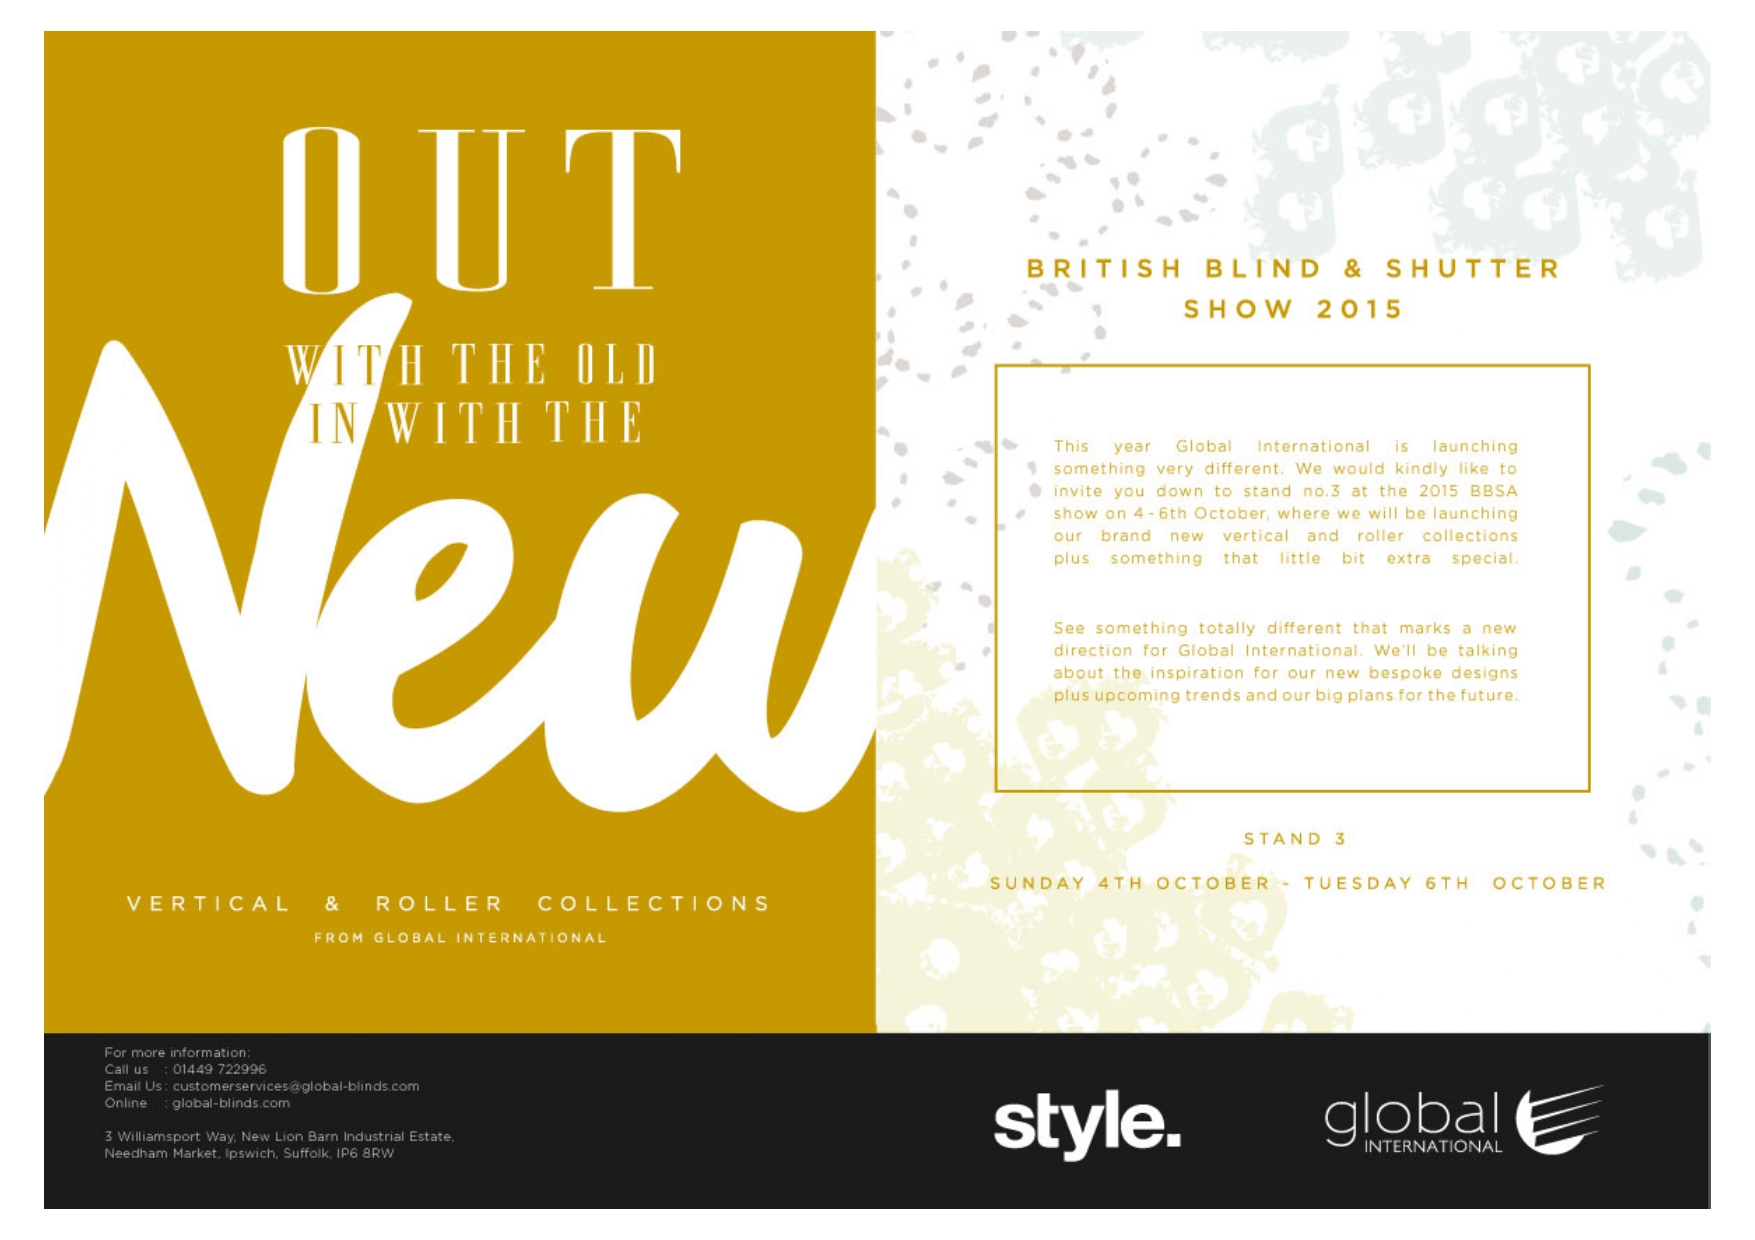 OUT
WITH THE OLD
IN WITH THE
New
VERTICAL & ROLLER COLLECTIONS
FROM GLOBAL INTERNATIONAL
BRITISH BLIND & SHUTTER
SHOW 2015
This year Global International is launching
something very different. We would kindly like to
invite you down to stand no.3 at the 2015 BBSA
show on 4-6th October, where we will be launching
our brand new vertical and roller collections
plus something that little bit extra special.
See something totally different that marks a new
direction for Global International. We'll be talking
about the inspiration for our new bespoke designs
plus upcoming trends and our big plans for the future.
STAND 3
SUNDAY 4TH OCTOBER - TUESDAY 6TH OCTOBER
For more information:
Call us : 01449 722996
Email Us : customerservices@global-blinds.com
Online : global-blinds.com
3 Williamsport Way, New Lion Barn Industrial Estate,
Needham Market, Ipswich, Suffolk, IP6 8RW
style.
global
INTERNATIONAL